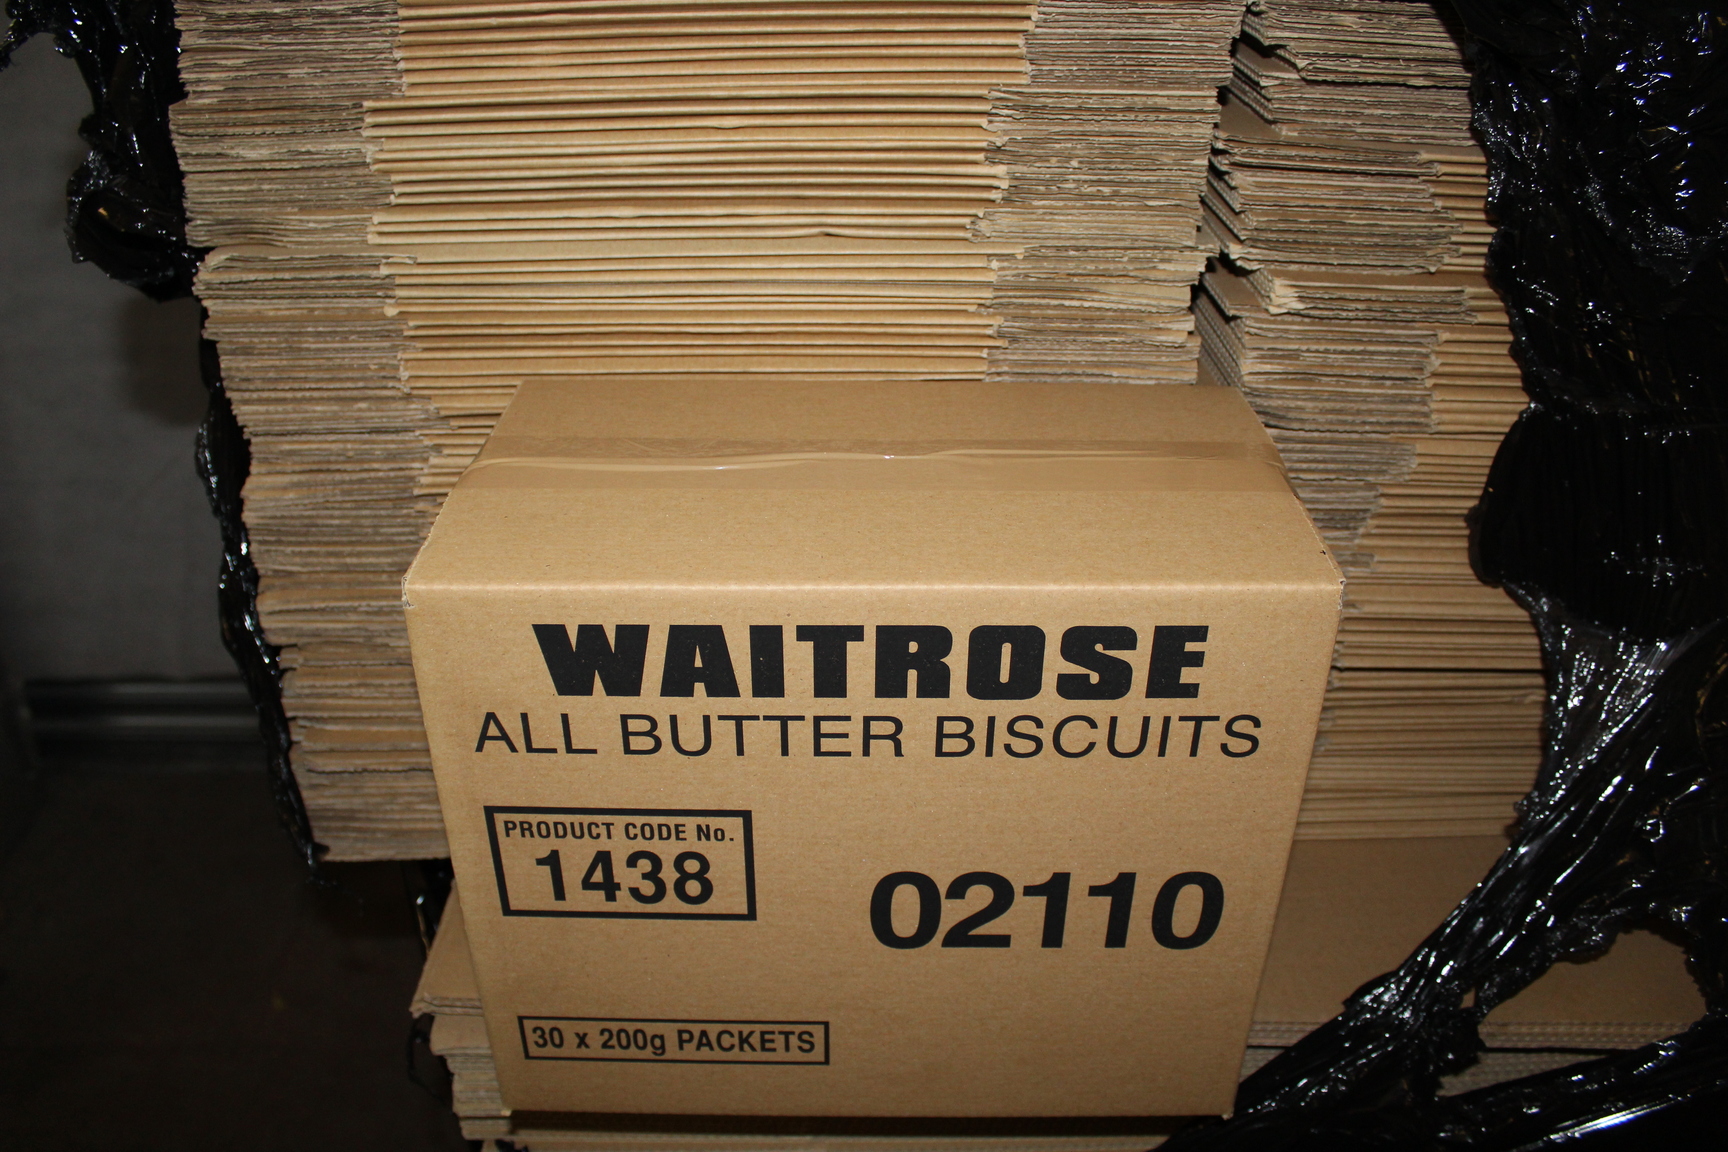 WAITROSE
ALL BUTTER BISCUITS
PRODUCT CODE No.
1438
02110
30 x 200g PACKETS